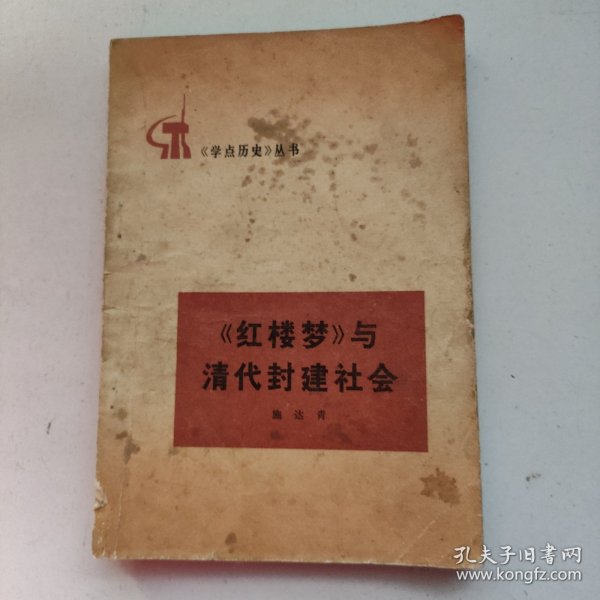 《学点历史》丛书
《红楼梦》与
清代封建社会
施达青
孔夫子旧书网
www.kongfz.com